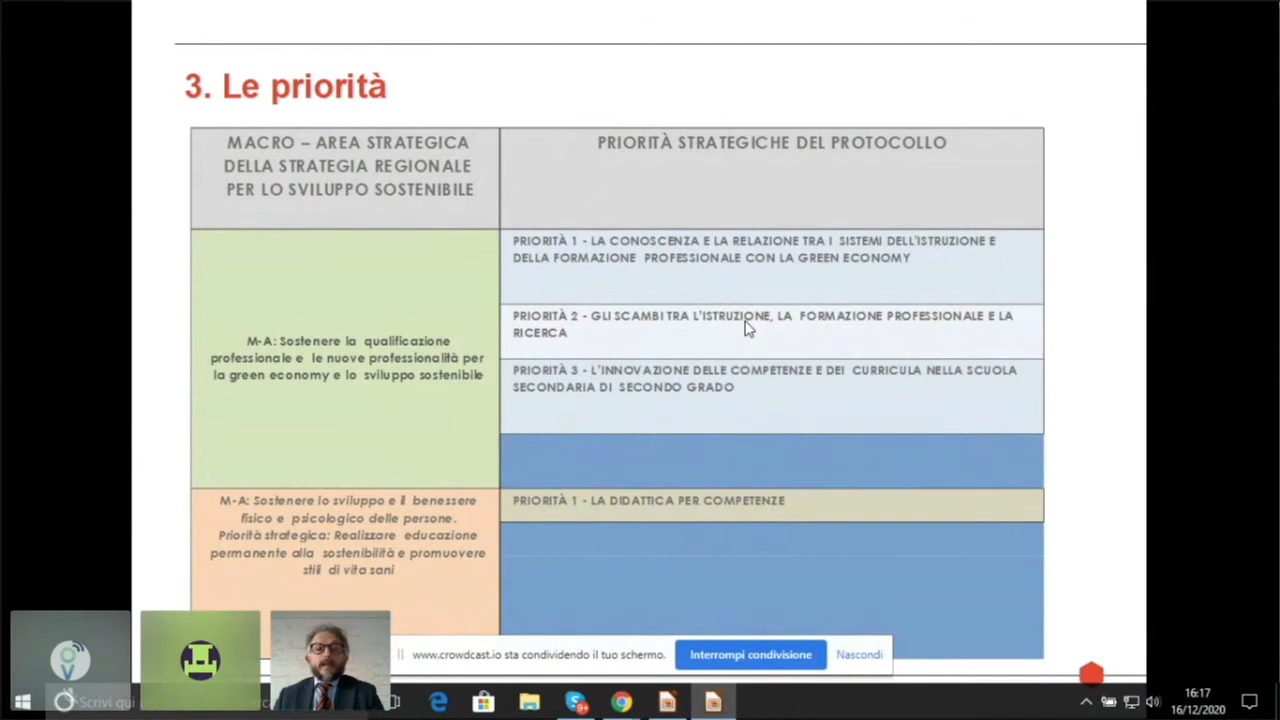 3. Le priorità
MACRO – AREA STRATEGICA
DELLA STRATEGIA REGIONALE
PER LO SVILUPPO SOSTENIBILE
PRIORITÀ STRATEGICHE DEL PROTOCOLLO
M-A: Sostenere la qualificazione
professionale e le nuove professionalità per
la green economy e lo sviluppo sostenibile
PRIORITÀ 1 - LA CONOSCENZA E LA RELAZIONE TRA I SISTEMI DELL'ISTRUZIONE E
DELLA FORMAZIONE PROFESSIONALE CON LA GREEN ECONOMY
PRIORITÀ 2 - GLI SCAMBI TRA L'ISTRUZIONE, LA FORMAZIONE PROFESSIONALE E LA
RICERCA
PRIORITÀ 3 - L'INNOVAZIONE DELLE COMPETENZE E DEI CURRICULA NELLA SCUOLA
SECONDARIA DI SECONDO GRADO
M-A: Sostenere lo sviluppo e il benessere
fisico e psicologico delle persone.
Priorità strategica: Realizzare educazione
permanente alla sostenibilità e promuovere
stili di vita sani
PRIORITÀ 1 - LA DIDATTICA PER COMPETENZE
www.crowdcast.io sta condividendo il tuo schermo.
Interrompi condivisione
Nascondi
Scrivi qui
16:17
16/12/2020